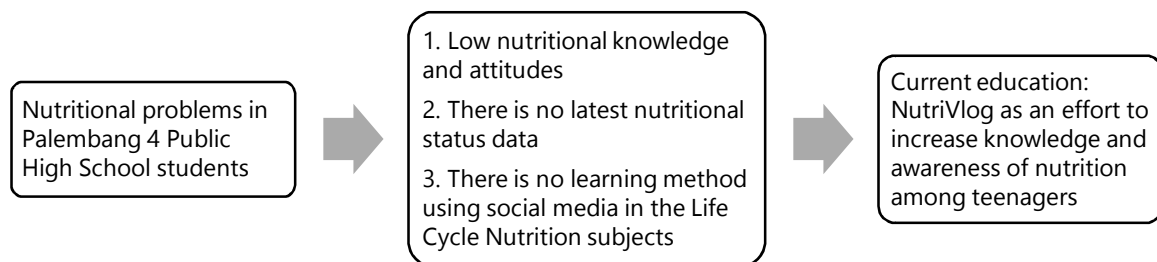 Nutritional problems in
Palembang 4 Public
High School students
1. Low nutritional knowledge
and attitudes
2. There is no latest nutritional
status data
3. There is no learning method
using social media in the Life
Cycle Nutrition subjects
Current education:
NutriVlog as an effort to
increase knowledge and
awareness of nutrition
among teenagers